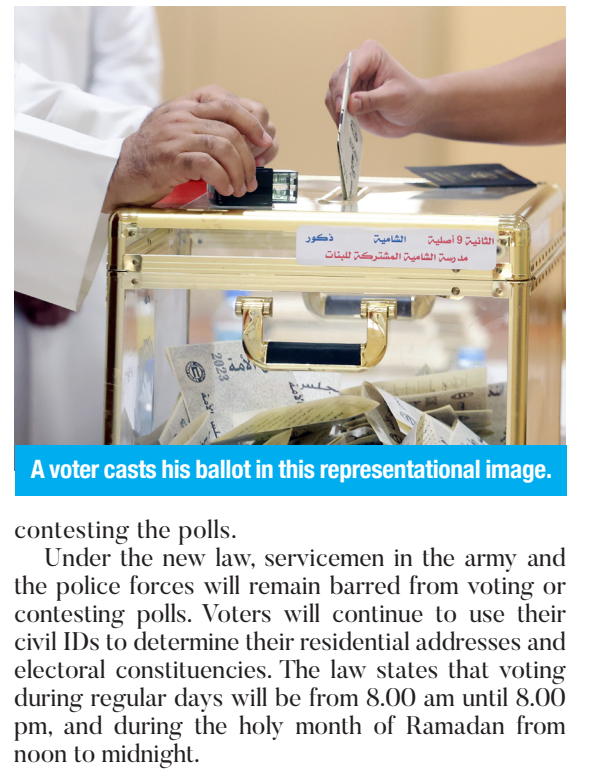 الثانية 9 أصلية الشامية ذكور
مدرسة الشامية المشتركة للبنات
2023
A voter casts his ballot in this representational image.
contesting the polls.
Under the new law, servicemen in the army and
the police forces will remain barred from voting or
contesting polls. Voters will continue to use their
civil IDs to determine their residential addresses and
electoral constituencies. The law states that voting
during regular days will be from 8.00 am until 8.00
pm, and during the holy month of Ramadan from
noon to midnight.